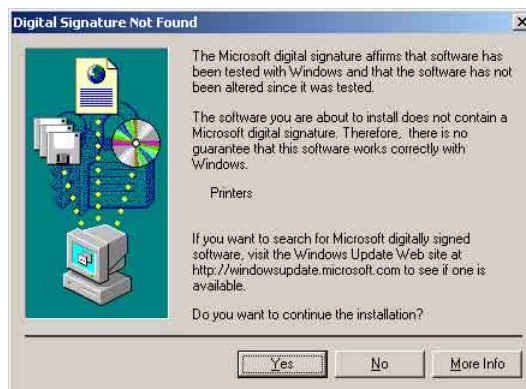 Digital Signature Not Found
The Microsoft digital signature affirms that software has
been tested with Windows and that the software has not
been altered since it was tested.
The software you are about to install does not contain a
Microsoft digital signature. Therefore, there is no
guarantee that this software works correctly with
Windows.
Printers
If you want to search for Microsoft digitally signed
software, visit the Windows Update Web site at
http://windowsupdate.microsoft.com to see if one is
available.
Do you want to continue the installation?
Yes No More Info